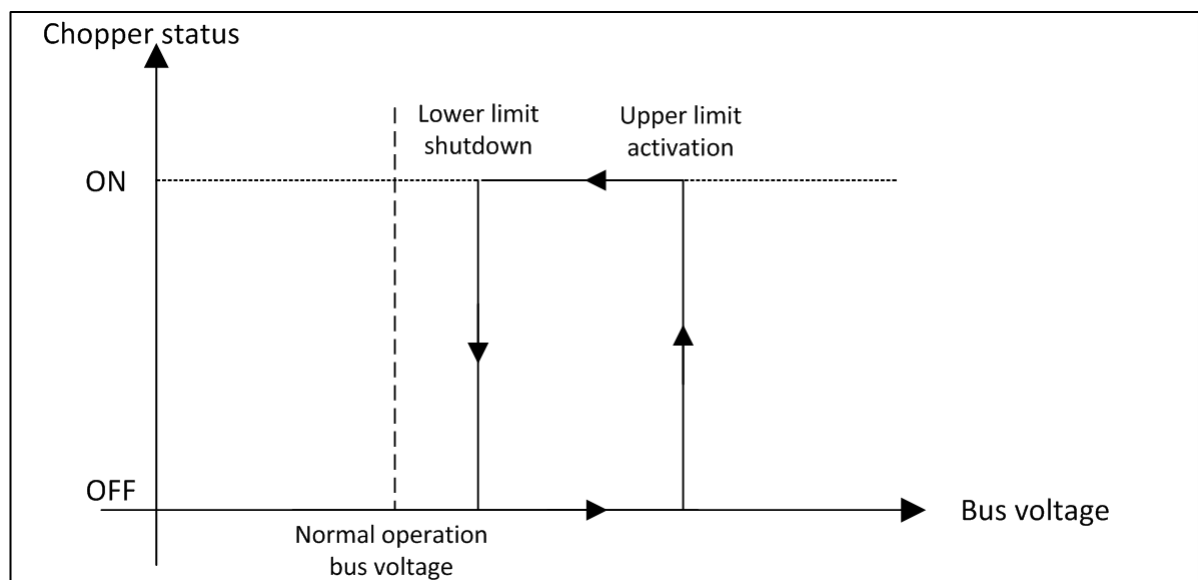 Chopper status
Lower limit
shutdown
Upper limit
activation
ON
OFF
Bus voltage
Normal operation
bus voltage